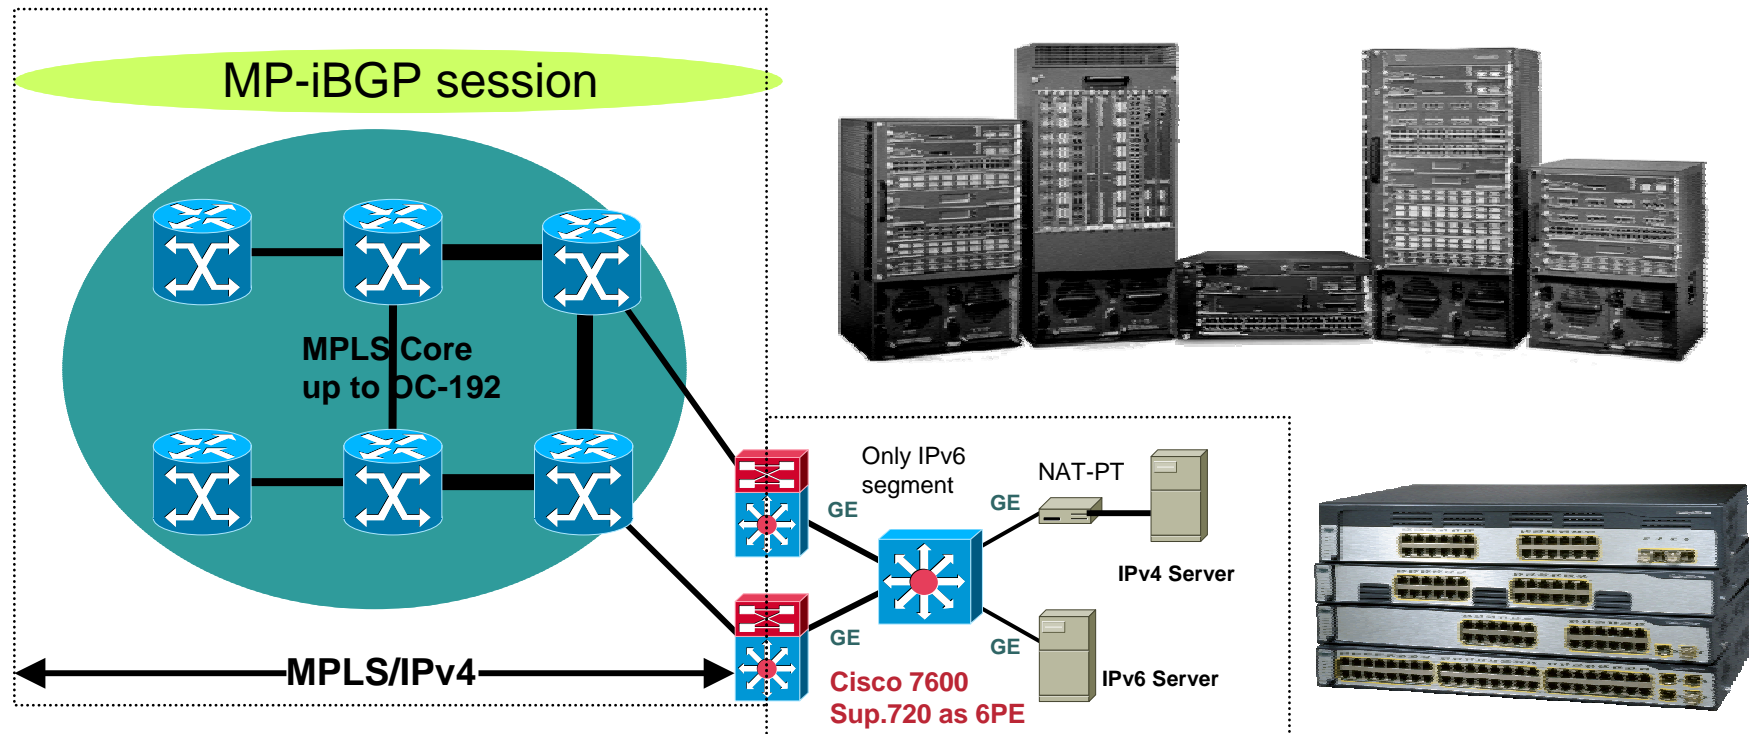 MP-iBGP session
MPLS Core
up to OC-192
MPLS/IPv4
Only IPv6
segment
NAT-PT
GE
GE
GE
GE
IPv4 Server
IPv6 Server
Cisco 7600
Sup.720 as 6PE